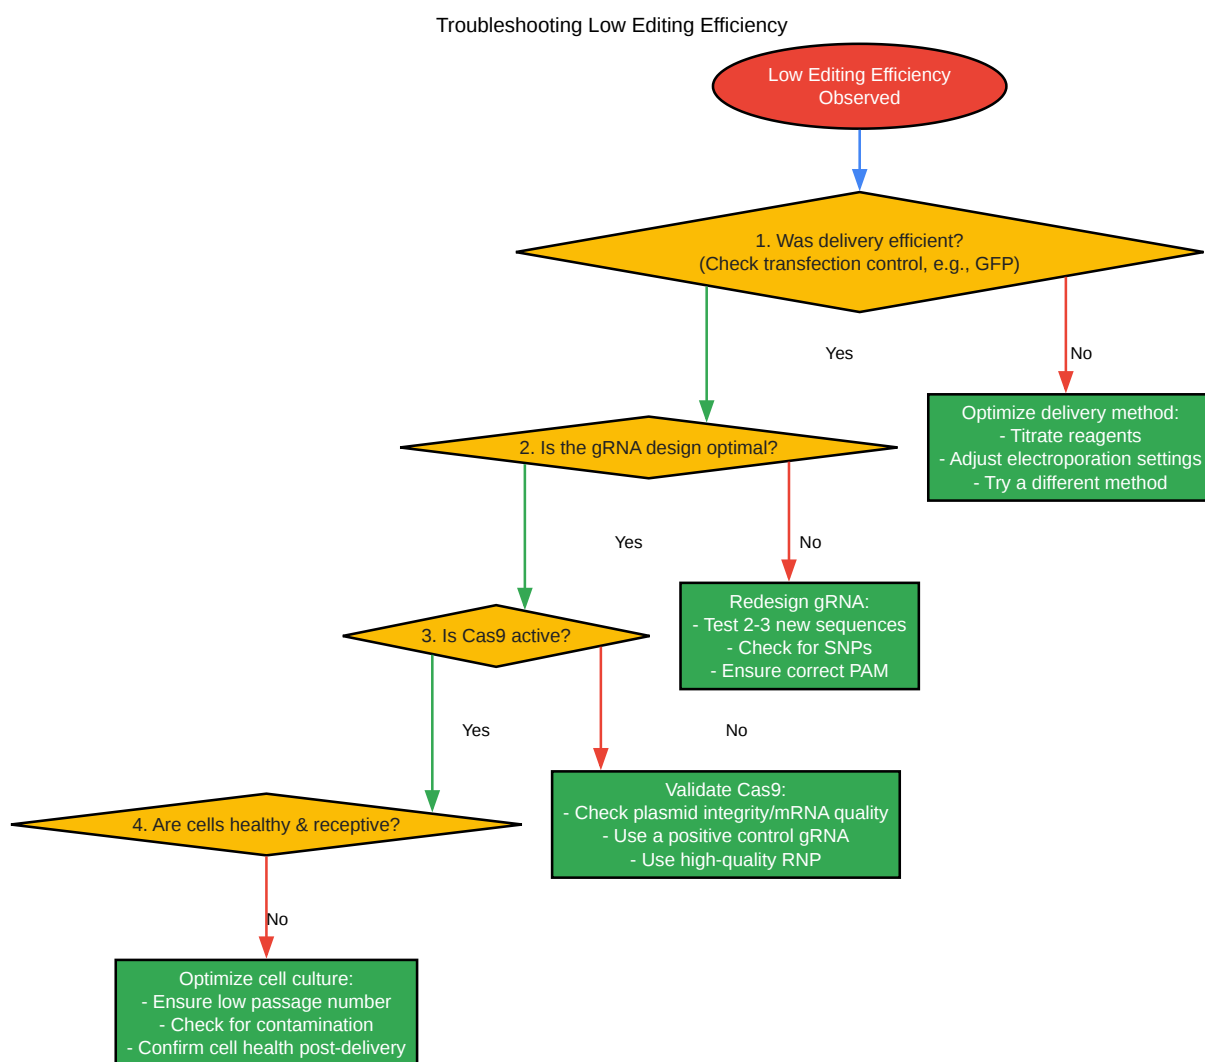 Troubleshooting Low Editing Efficiency
Low Editing Efficiency
Observed
1. Was delivery efficient?
(Check transfection control, e.g., GFP)
Yes
No
Optimize delivery method:
- Titrate reagents
- Adjust electroporation settings
- Try a different method
2. Is the gRNA design optimal?
Yes
No
Redesign gRNA:
- Test 2-3 new sequences
- Check for SNPs
- Ensure correct PAM
3. Is Cas9 active?
Yes
No
Validate Cas9:
- Check plasmid integrity/mRNA quality
- Use a positive control gRNA
- Use high-quality RNP
4. Are cells healthy & receptive?
No
Optimize cell culture:
- Ensure low passage number
- Check for contamination
- Confirm cell health post-delivery